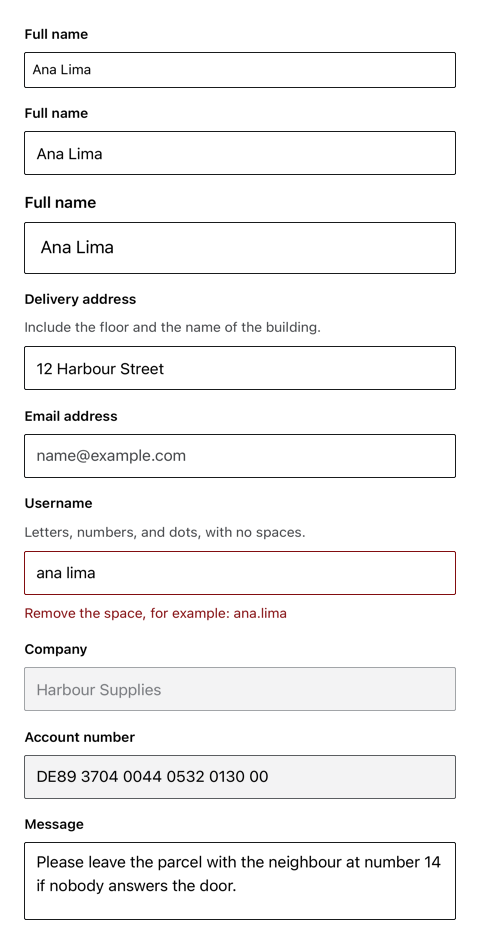 Full name
Ana Lima
Full name
Ana Lima
Full name
Ana Lima
Delivery address
Include the floor and the name of the building.
12 Harbour Street
Email address
name@example.com
Username
Letters, numbers, and dots, with no spaces.
ana lima
Remove the space, for example: ana.lima
Company
Harbour Supplies
Account number
DE89 3704 0044 0532 0130 00
Message
Please leave the parcel with the neighbour at number 14
if nobody answers the door.